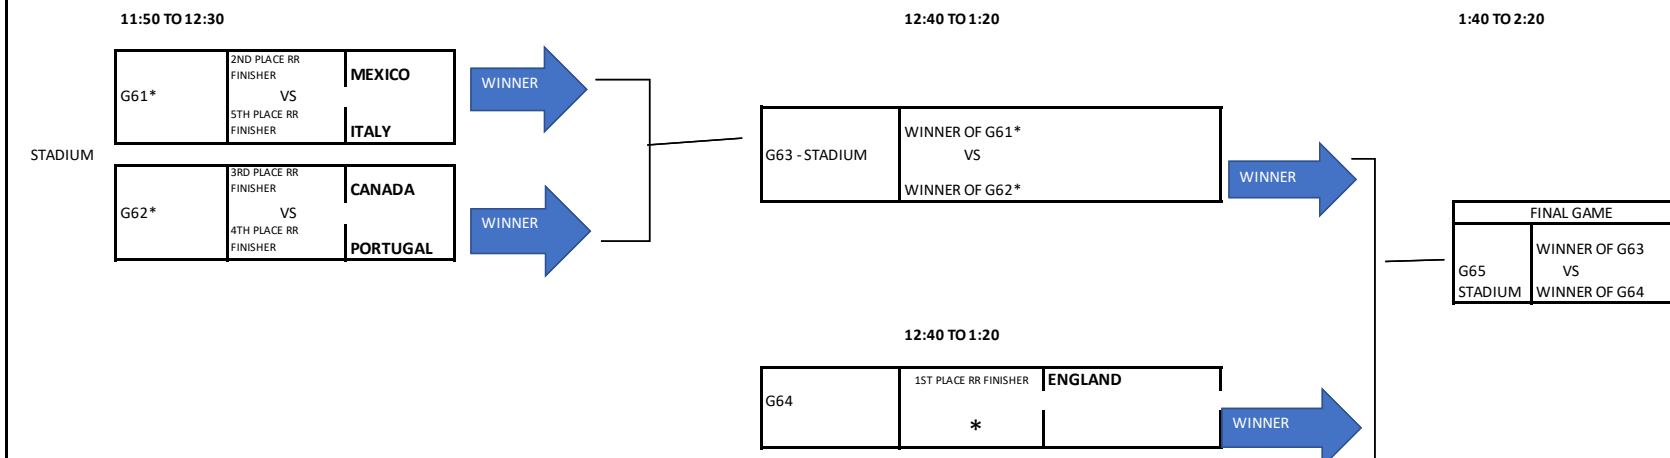 11:50 TO 12:30
12:40 TO 1:20
1:40 TO 2:20
2ND PLACE RR
FINISHER
MEXICO
G61*
VS
5TH PLACE RR
FINISHER
ITALY
WINNER
STADIUM
3RD PLACE RR
FINISHER
CANADA
G62*
VS
4TH PLACE RR
FINISHER
PORTUGAL
WINNER
G63 - STADIUM
WINNER OF G61*
VS
WINNER OF G62*
WINNER
FINAL GAME
G65
STADIUM
WINNER OF G63
VS
WINNER OF G64
12:40 TO 1:20
G64
1ST PLACE RR FINISHER
ENGLAND
*
WINNER